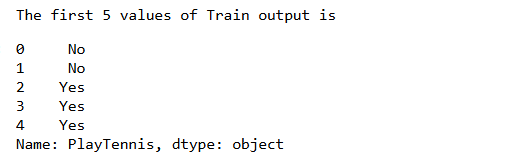 The first 5 values of Train output is
0     No
1     No
2    Yes
3    Yes
4    Yes
Name: PlayTennis, dtype: object